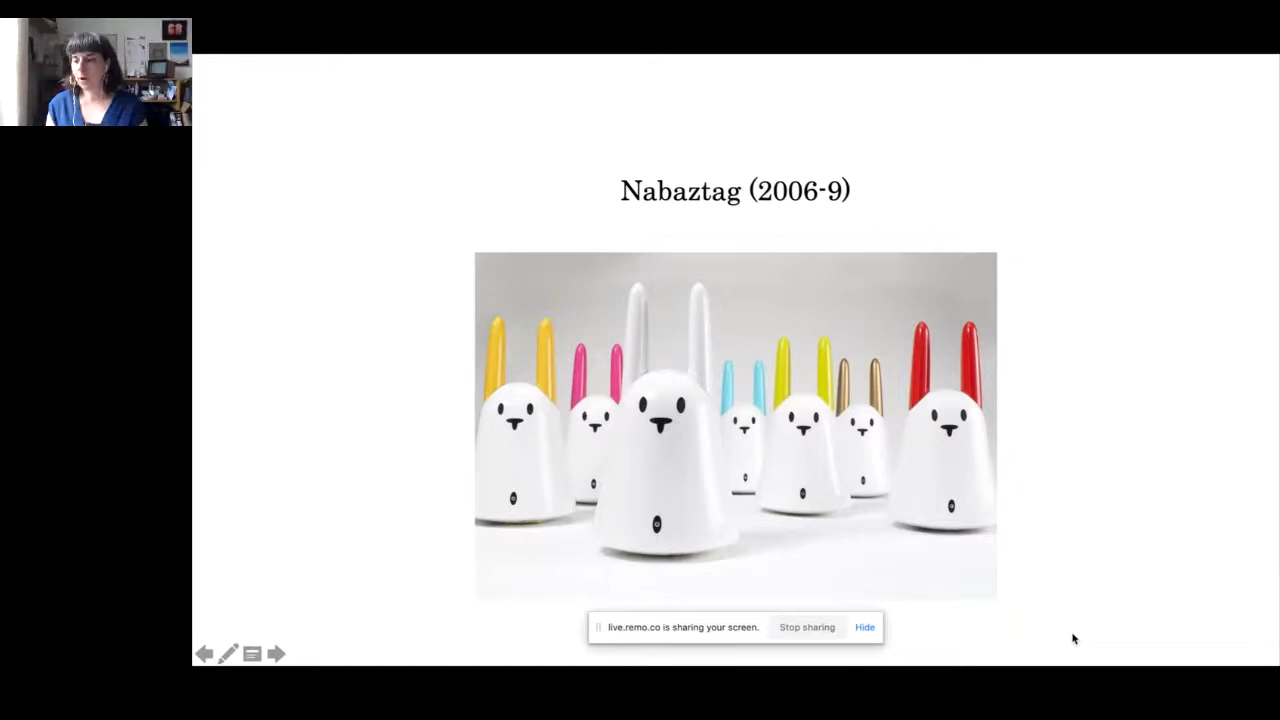 Nabaztag (2006-9)
live.remo.co is sharing your screen. Stop sharing Hide